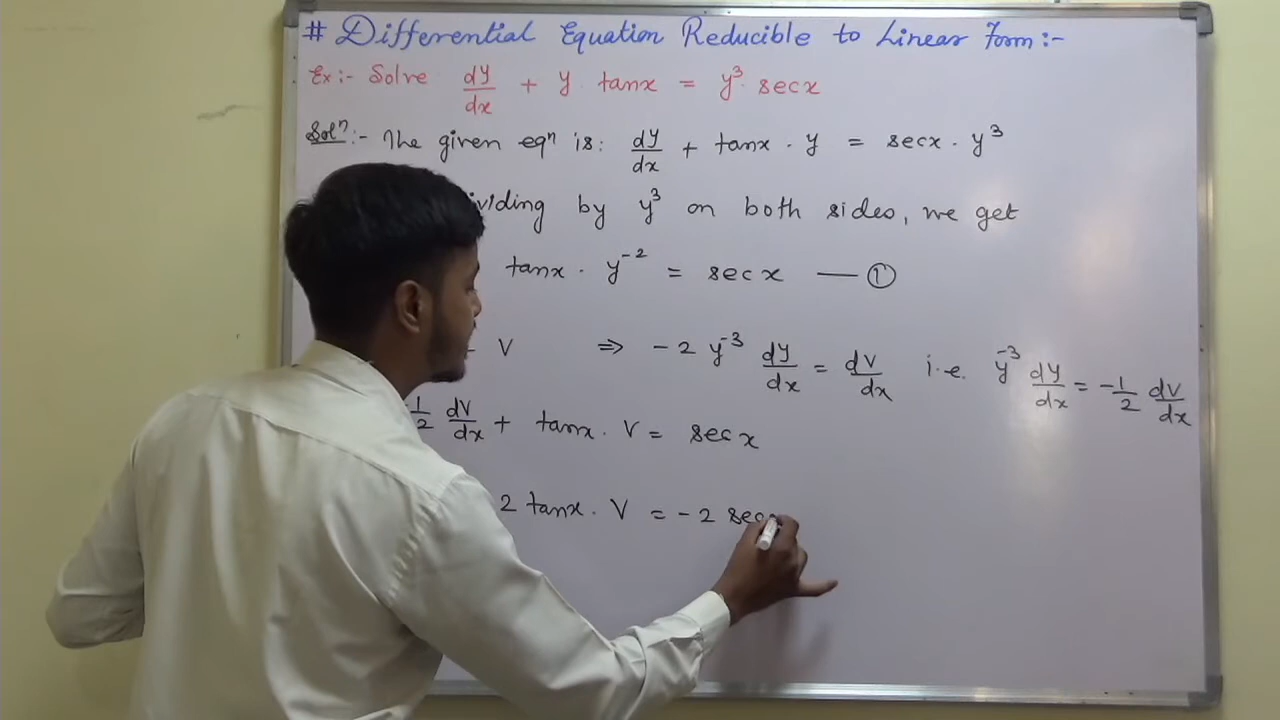 # Differential Equation Reducible to Linear Form:-
Ex:- Solve dy/dx + y tanx = y³ · secx
Solⁿ:- The given eqⁿ is: dy/dx + tanx · y = secx · y³
by y³ on both sides, we get
tanx · y⁻² = secx — ①
V ⇒ -2 y⁻³ dy/dx = dV/dx i.e. y⁻³ dy/dx = -1/2 dV/dx
1/2 dV/dx + tanx · V = secx
2 tanx · V = -2